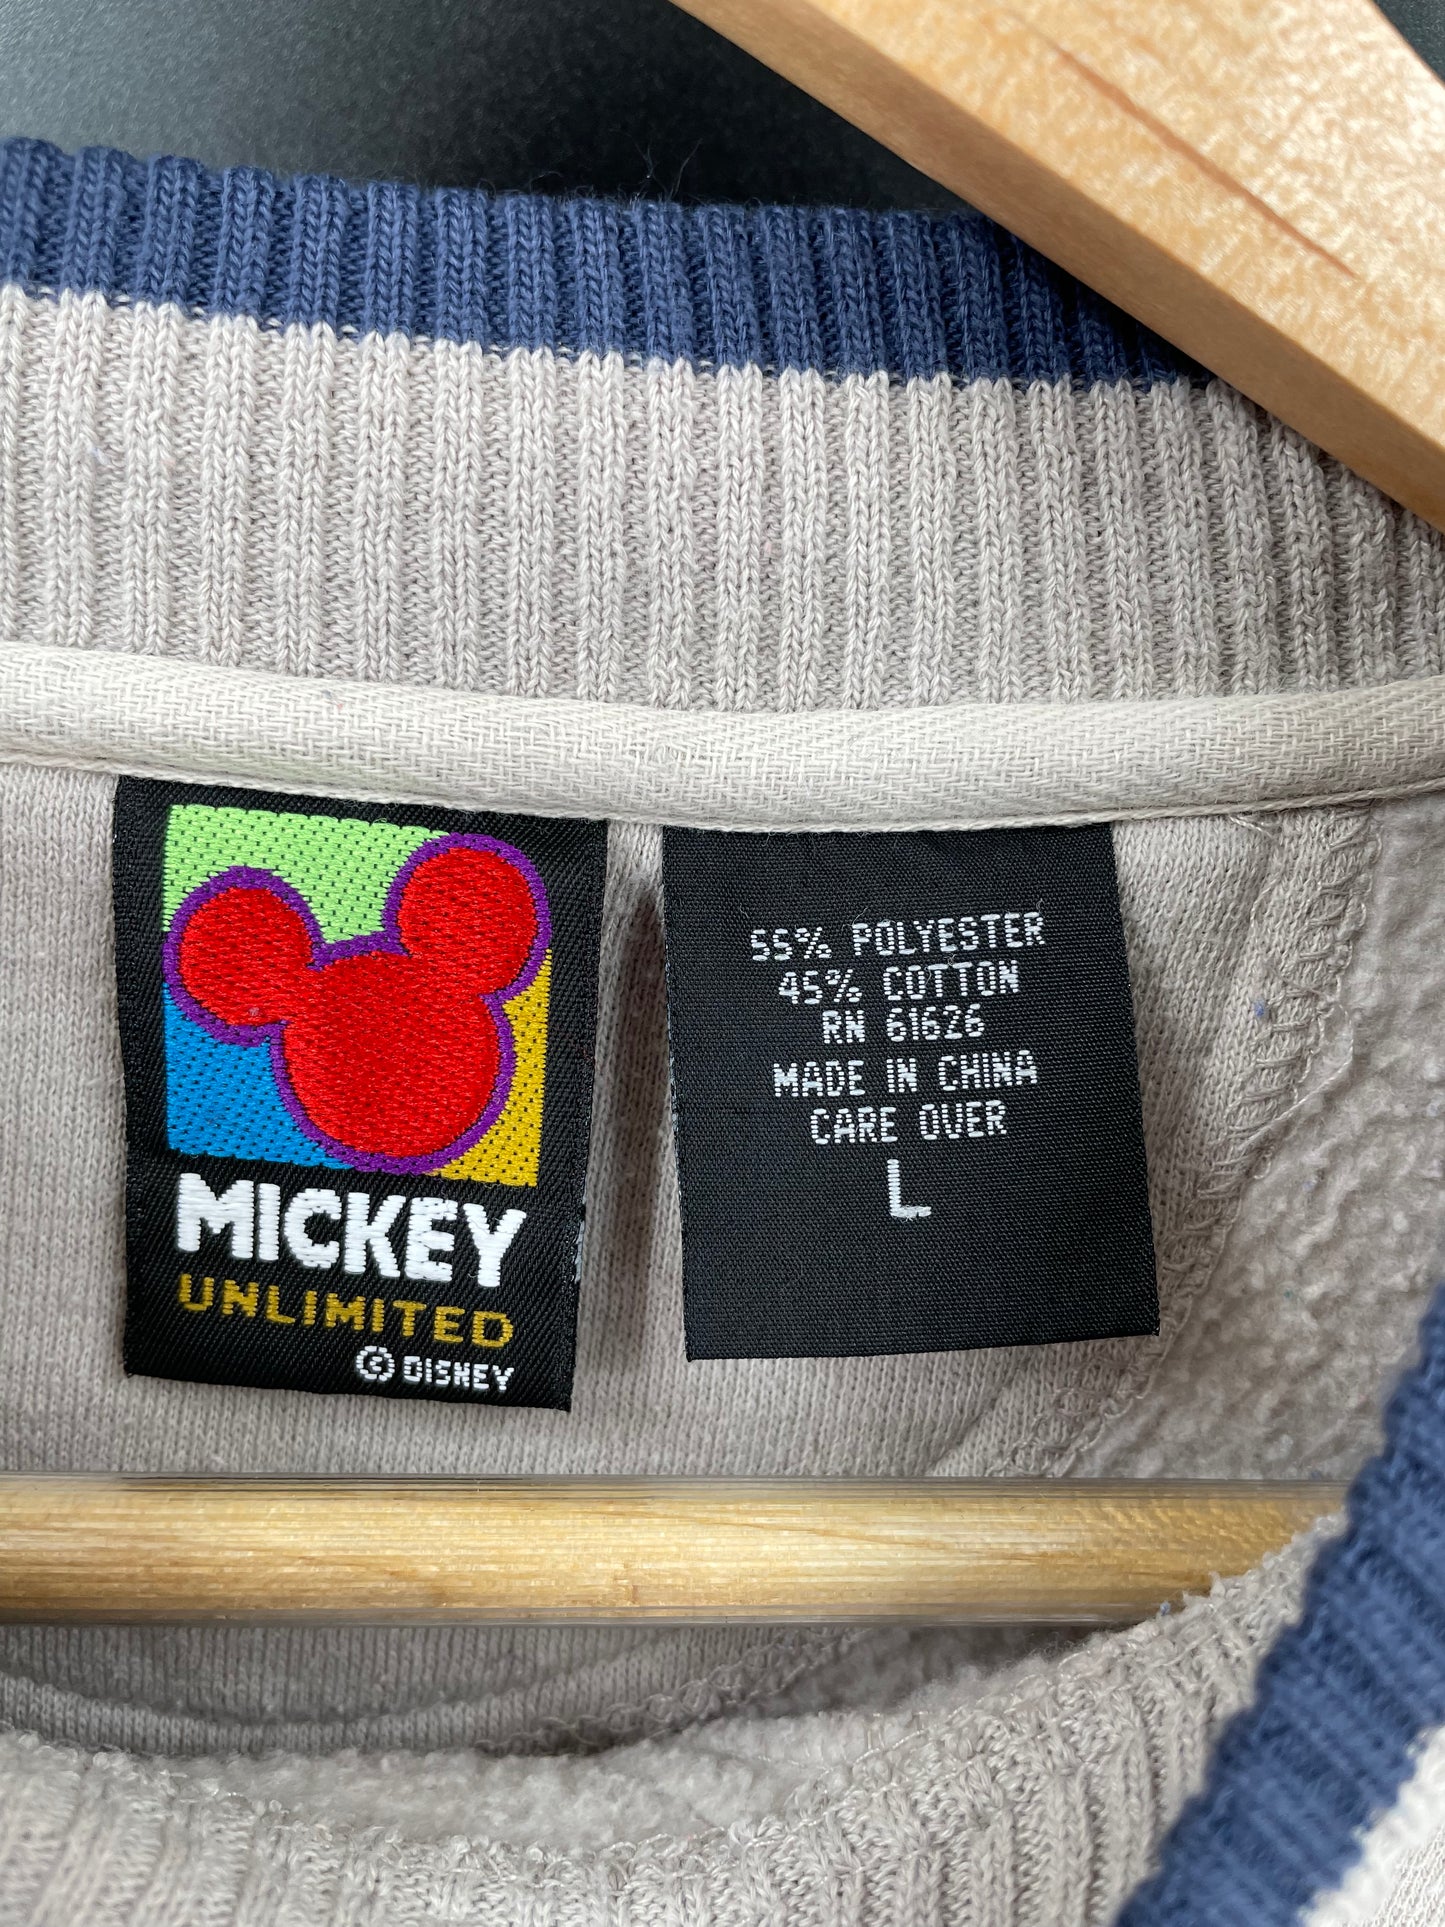 MICKEY
UNLIMITED
© DISNEY
55% POLYESTER
45% COTTON
RN 61626
MADE IN CHINA
CARE OVER
L